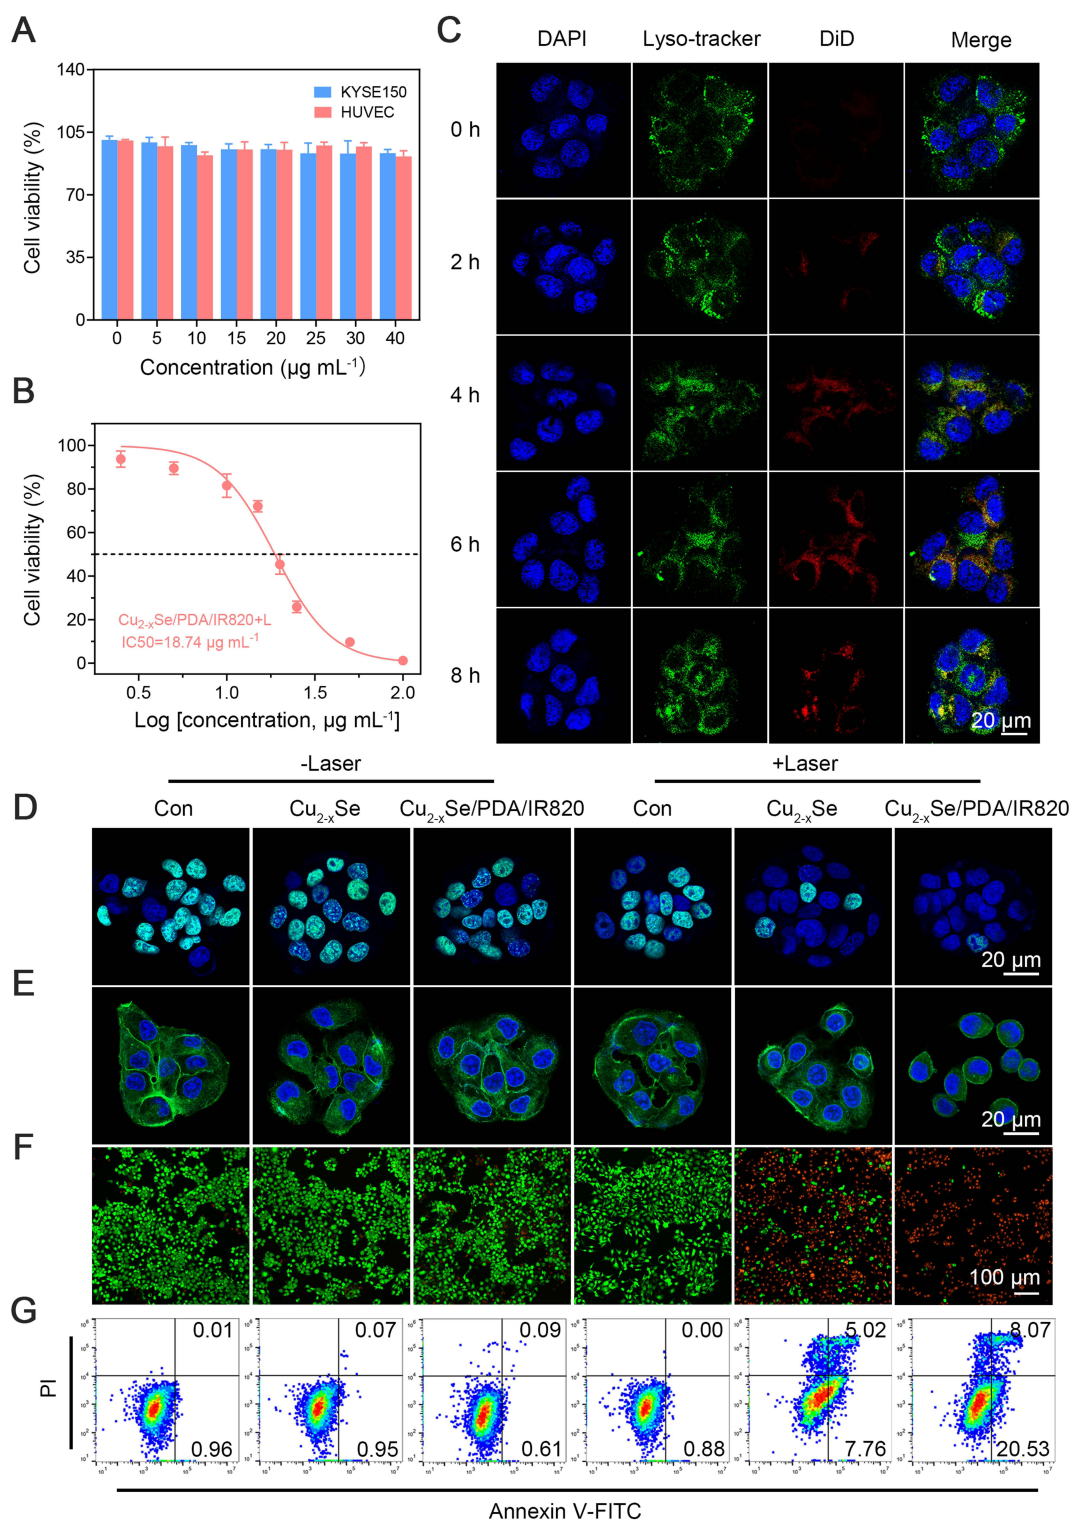 A
140
105
70
35
0
KYSE150
HUVEC
Cell viability (%)
0 5 10 15 20 25 30 40
Concentration (µg mL⁻¹)
B
100
80
60
40
20
0
Cell viability (%)
Cu₂₋ₓSe/PDA/IR820+L
IC50=18.74 µg mL⁻¹
0.5 1.0 1.5 2.0
Log [concentration, µg mL⁻¹]
C
DAPI Lyso-tracker DiD Merge
0 h
2 h
4 h
6 h
8 h
20 µm
-Laser +Laser
D
Con Cu₂₋ₓSe Cu₂₋ₓSe/PDA/IR820 Con Cu₂₋ₓSe Cu₂₋ₓSe/PDA/IR820
20 µm
E
20 µm
F
100 µm
G
PI
0.01 0.07 0.09 0.00 5.02 8.07
0.96 0.95 0.61 0.88 7.76 20.53
Annexin V-FITC